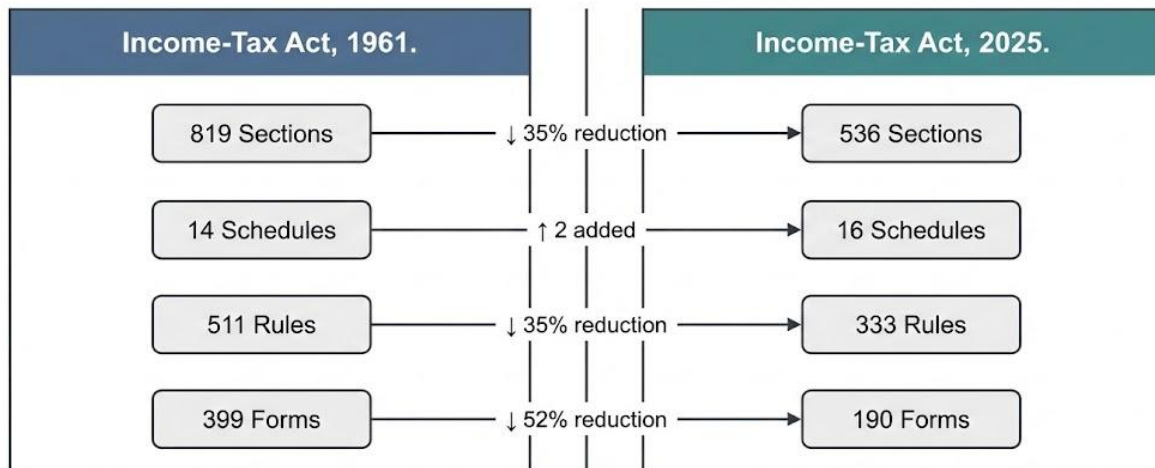 Income-Tax Act, 1961. Income-Tax Act, 2025.
819 Sections ↓ 35% reduction 536 Sections
14 Schedules ↑ 2 added 16 Schedules
511 Rules ↓ 35% reduction 333 Rules
399 Forms ↓ 52% reduction 190 Forms